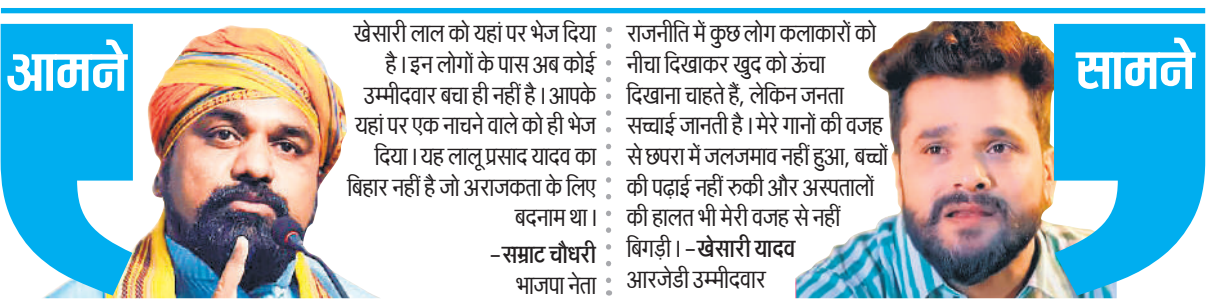 आमने
खेसारी लाल को यहां पर भेज दिया
है। इन लोगों के पास अब कोई
उम्मीदवार बचा ही नहीं है। आपके
यहां पर एक नाचने वाले को ही भेज
दिया। यह लालू प्रसाद यादव का
बिहार नहीं है जो अराजकता के लिए
बदनाम था।
–सम्राट चौधरी
भाजपा नेता
राजनीति में कुछ लोग कलाकारों को
नीचा दिखाकर खुद को ऊंचा
दिखाना चाहते हैं, लेकिन जनता
सच्चाई जानती है। मेरे गानों की वजह
से छपरा में जलजमाव नहीं हुआ, बच्चों
की पढ़ाई नहीं रुकी और अस्पतालों
की हालत भी मेरी वजह से नहीं
बिगड़ी। –खेसारी यादव
आरजेडी उम्मीदवार
सामने